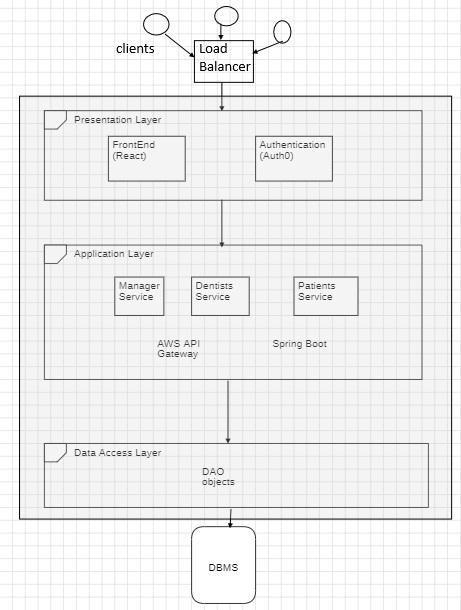 clients
Load
Balancer
Presentation Layer
FrontEnd
(React)
Authentication
(Auth0)
Application Layer
Manager
Service
Dentists
Service
Patients
Service
AWS API
Gateway
Spring Boot
Data Access Layer
DAO
objects
DBMS